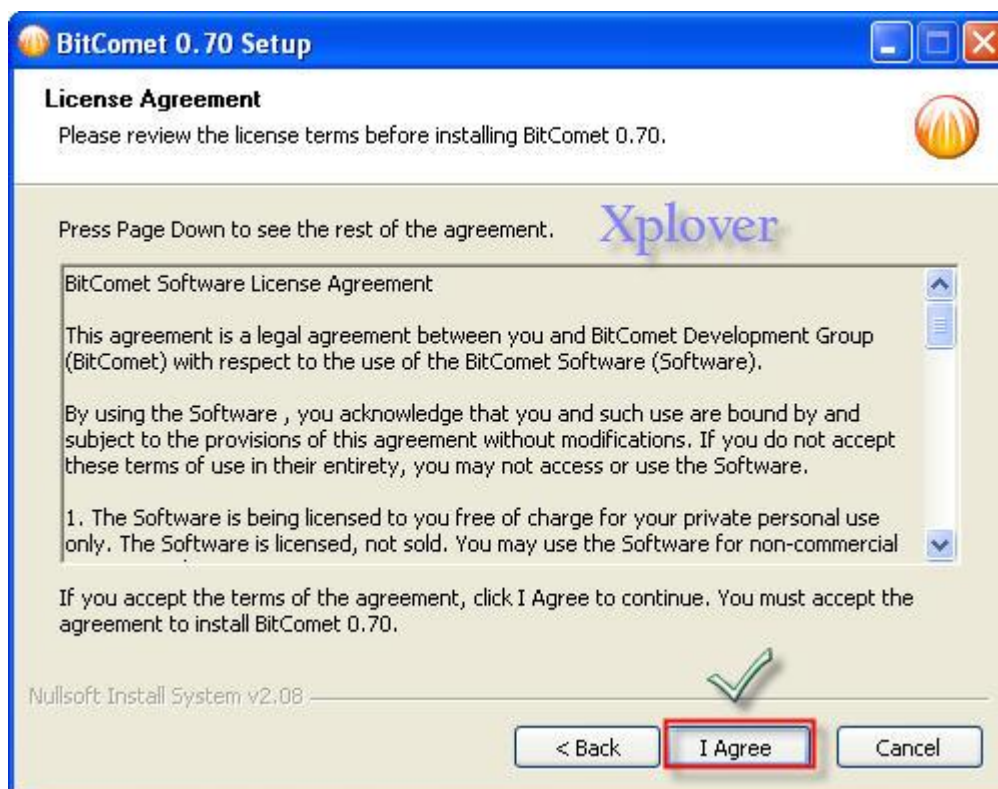 BitComet 0.70 Setup
License Agreement
Please review the license terms before installing BitComet 0.70.
Press Page Down to see the rest of the agreement.
Xplover
BitComet Software License Agreement
This agreement is a legal agreement between you and BitComet Development Group
(BitComet) with respect to the use of the BitComet Software (Software).
By using the Software , you acknowledge that you and such use are bound by and
subject to the provisions of this agreement without modifications. If you do not accept
these terms of use in their entirety, you may not access or use the Software.
1. The Software is being licensed to you free of charge for your private personal use
only. The Software is licensed, not sold. You may use the Software for non-commercial
If you accept the terms of the agreement, click I Agree to continue. You must accept the
agreement to install BitComet 0.70.
Nullsoft Install System v2.08
< Back
I Agree
Cancel